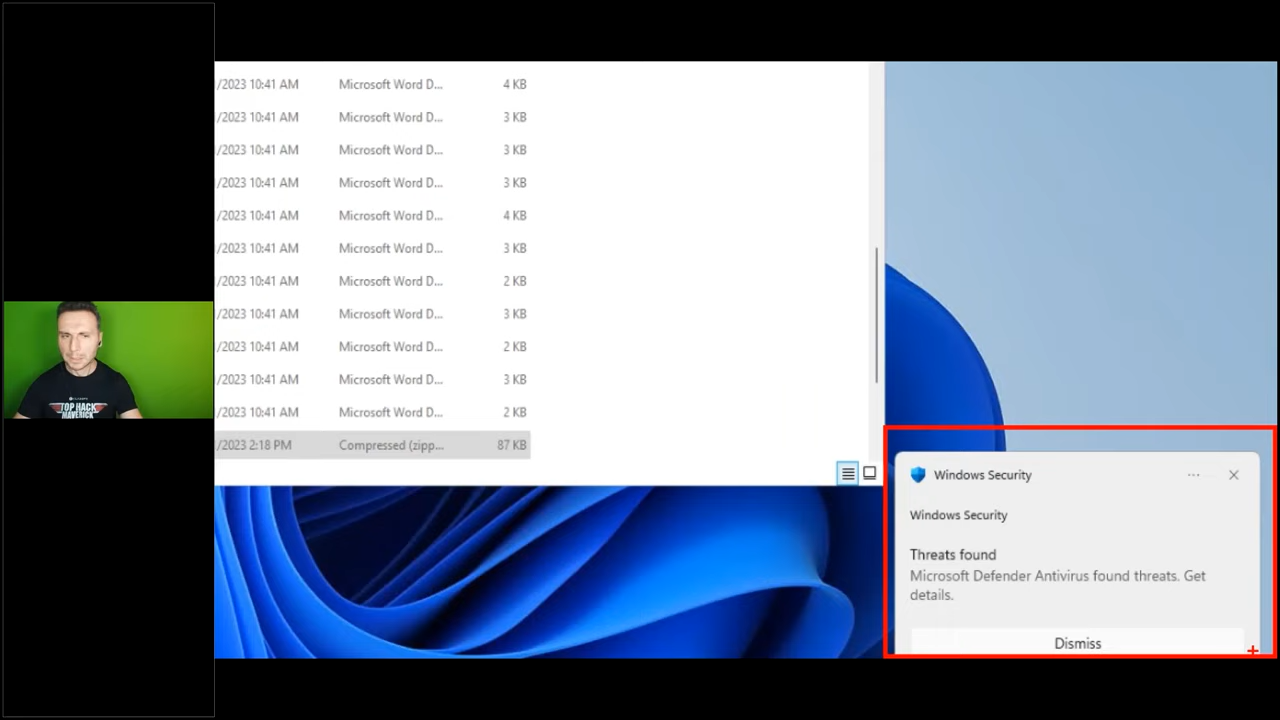 /2023 10:41 AM Microsoft Word D... 4 KB
/2023 10:41 AM Microsoft Word D... 3 KB
/2023 10:41 AM Microsoft Word D... 3 KB
/2023 10:41 AM Microsoft Word D... 3 KB
/2023 10:41 AM Microsoft Word D... 4 KB
/2023 10:41 AM Microsoft Word D... 3 KB
/2023 10:41 AM Microsoft Word D... 2 KB
/2023 10:41 AM Microsoft Word D... 3 KB
/2023 10:41 AM Microsoft Word D... 2 KB
/2023 10:41 AM Microsoft Word D... 3 KB
/2023 10:41 AM Microsoft Word D... 2 KB
/2023 2:18 PM Compressed (zipp... 87 KB
TOP HACK
MAVERICK
Windows Security
Windows Security
Threats found
Microsoft Defender Antivirus found threats. Get
details.
Dismiss